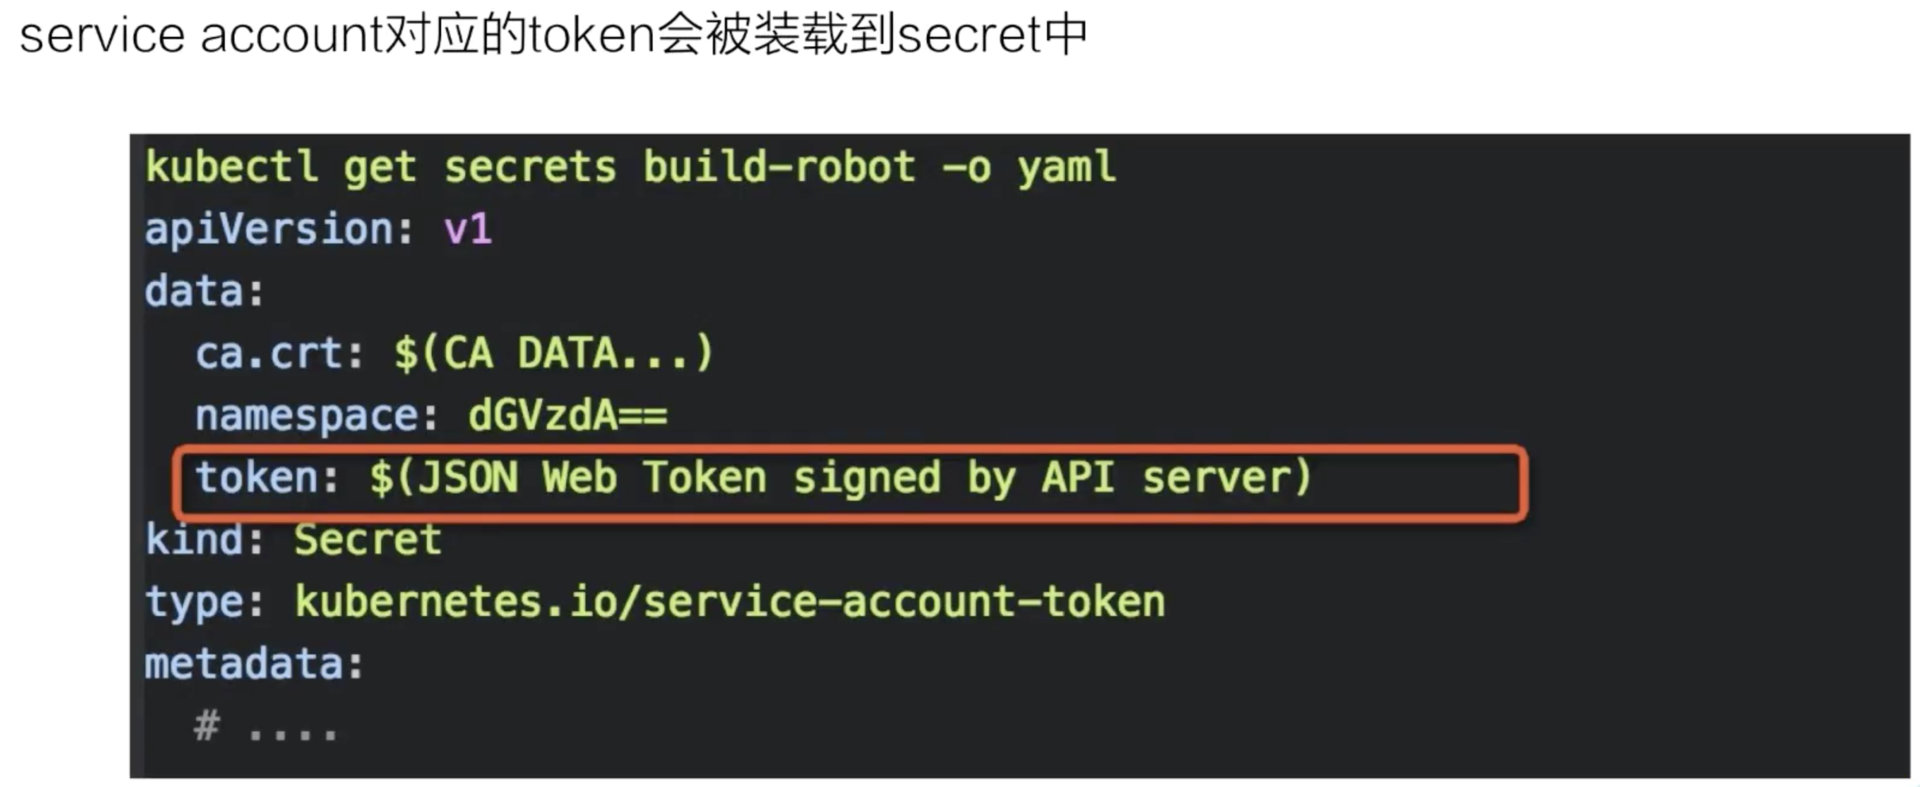 service account对应的token会被装载到secret中
kubectl get secrets build-robot -o yaml
apiVersion: v1
data:
  ca.crt: $(CA DATA...)
  namespace: dGVzdA==
  token: $(JSON Web Token signed by API server)
kind: Secret
type: kubernetes.io/service-account-token
metadata:
  # ....